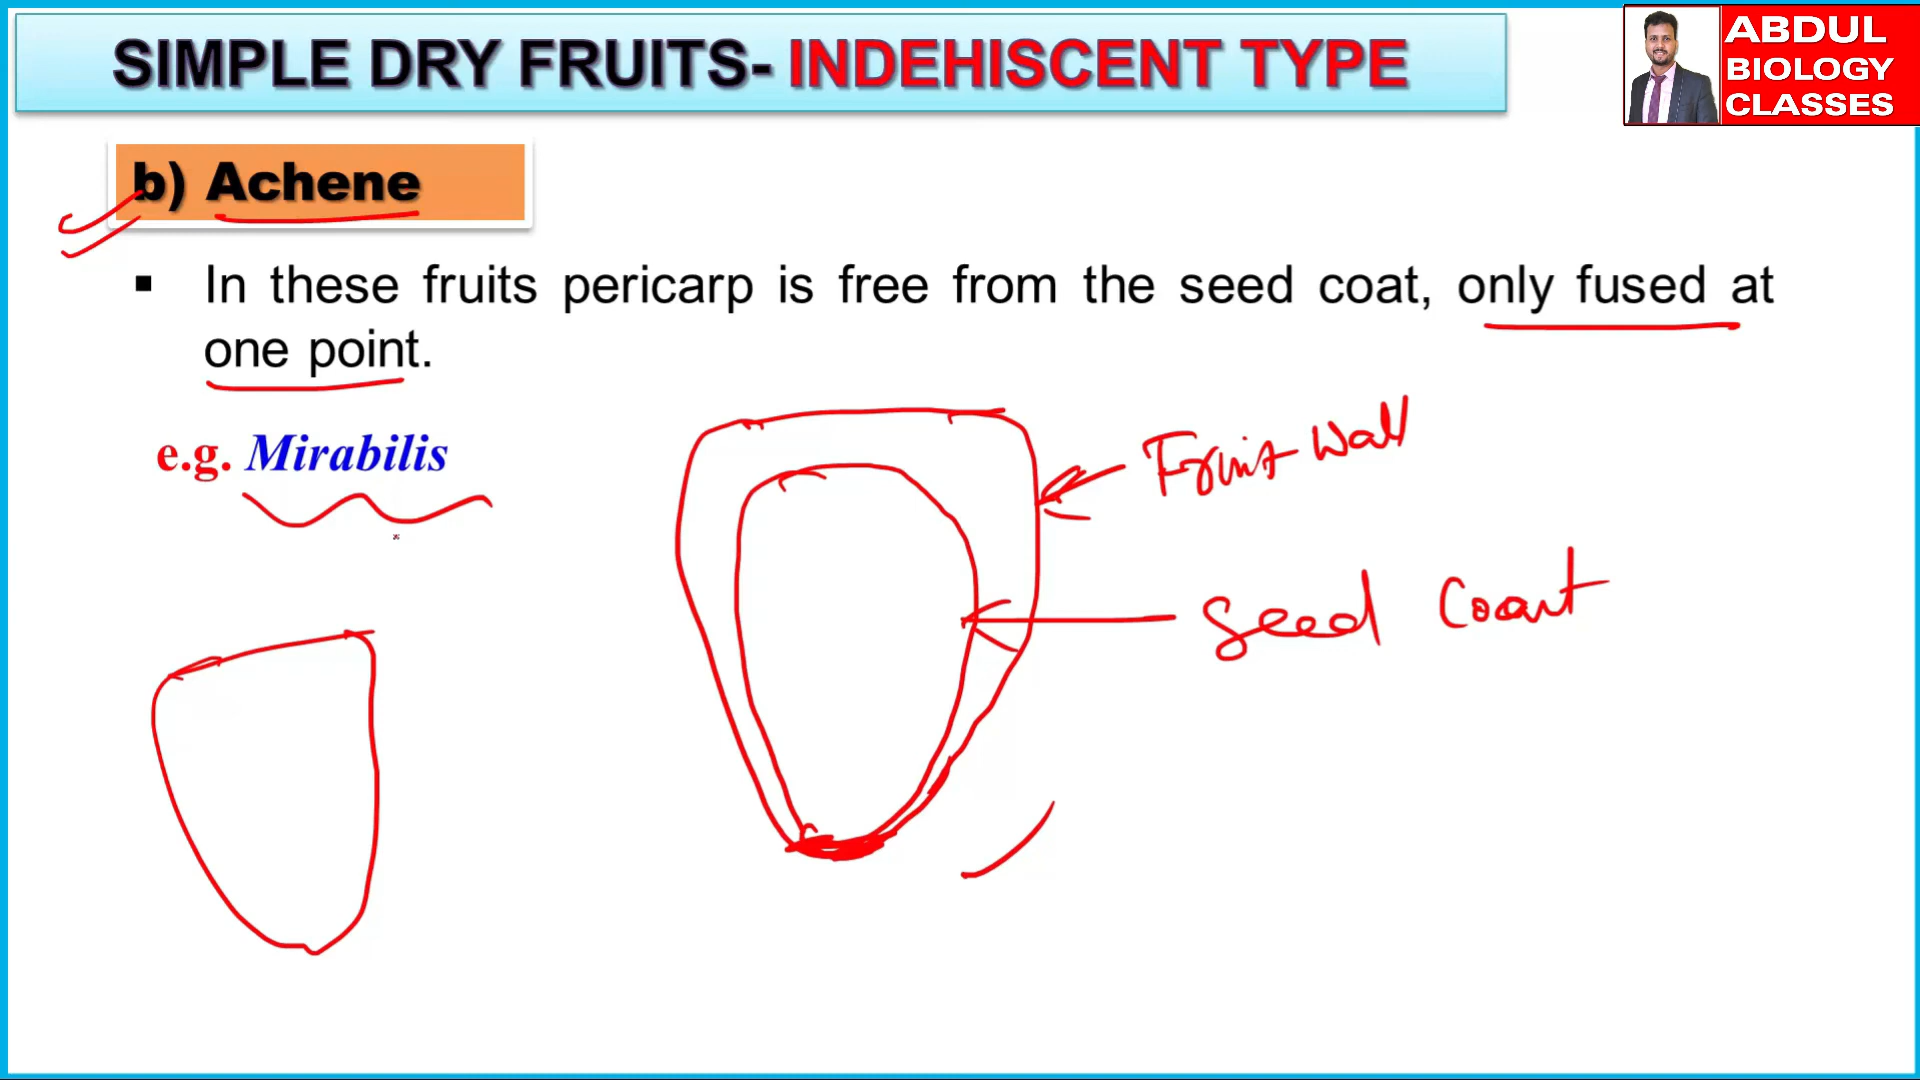 SIMPLE DRY FRUITS- INDEHISCENT TYPE
ABDUL
BIOLOGY
CLASSES
b) Achene
▪ In these fruits pericarp is free from the seed coat, only fused at
one point.
e.g. Mirabilis
Fruit Wall
Seed Coat